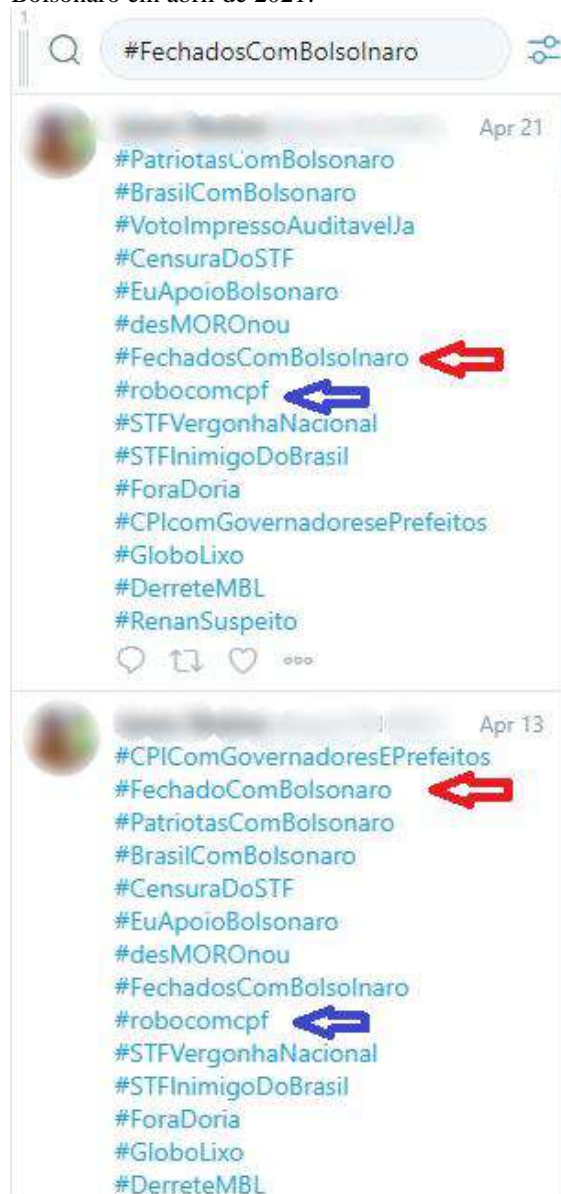 Bolsonaro em abril de 2021.
1
#FechadosComBolsolnaro
Apr 21
#PatriotasComBolsonaro
#BrasilComBolsonaro
#VotoImpressoAuditavelJa
#CensuraDoSTF
#EuApoioBolsonaro
#desMOROnou
#FechadosComBolsolnaro
#robocomcpf
#STFVergonhaNacional
#STFInimigoDoBrasil
#ForaDoria
#CPIcomGovernadoresePrefeitos
#GloboLixo
#DerreteMBL
#RenanSuspeito
Apr 13
#CPIComGovernadoresEPrefeitos
#FechadoComBolsonaro
#PatriotasComBolsonaro
#BrasilComBolsonaro
#CensuraDoSTF
#EuApoioBolsonaro
#desMOROnou
#FechadosComBolsolnaro
#robocomcpf
#STFVergonhaNacional
#STFInimigoDoBrasil
#ForaDoria
#GloboLixo
#DerreteMBL